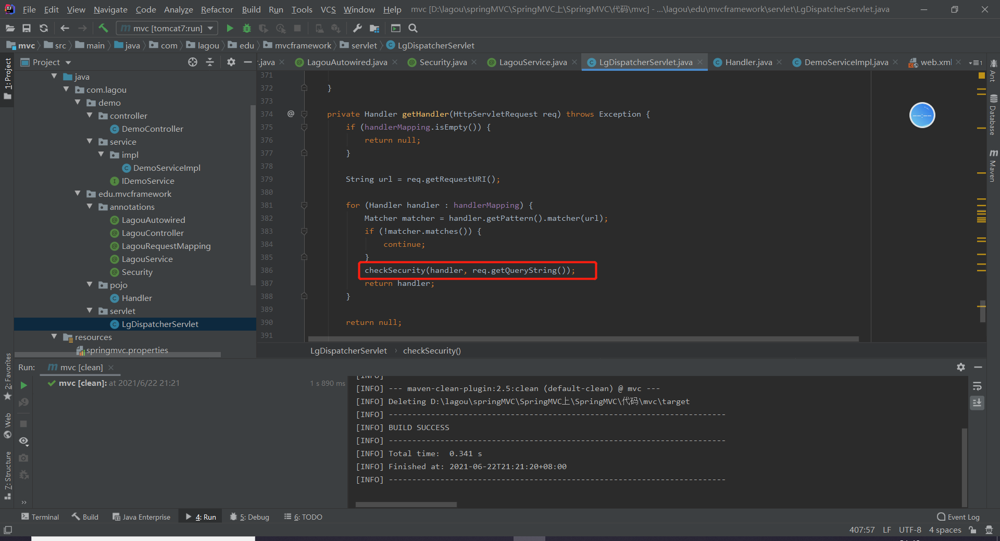 File Edit View Navigate Code Analyze Refactor Build Run Tools VCS Window Help mvc [D:\lagou\springMVC\SpringMVC上\SpringMVC\代码\mvc] - ...\lagou\edu\mvcframework\servlet\LgDispatcherServlet.java
mvc [tomcat7:run]
mvc src main java com lagou edu mvcframework servlet LgDispatcherServlet
Project
r.java LagouAutowired.java Security.java LagouService.java LgDispatcherServlet.java Handler.java DemoServiceImpl.java web.xml 1
1: Project
java
com.lagou
demo
controller
DemoController
service
impl
DemoServiceImpl
IDemoService
edu.mvcframework
annotations
LagouAutowired
LagouController
LagouRequestMapping
LagouService
Security
pojo
Handler
servlet
LgDispatcherServlet
resources
springmvc.properties
371
372 }
373
374 @ private Handler getHandler(HttpServletRequest req) throws Exception {
375 if (handlerMapping.isEmpty()) {
376 return null;
377 }
378
379 String url = req.getRequestURI();
380
381 for (Handler handler : handlerMapping) {
382 Matcher matcher = handler.getPattern().matcher(url);
383 if (!matcher.matches()) {
384 continue;
385 }
386 checkSecurity(handler, req.getQueryString());
387 return handler;
388 }
389
390 return null;
391
LgDispatcherServlet › checkSecurity()
--:--
Ant
Database
Maven
2: Favorites
Web
7: Structure
Run: mvc [clean]
mvc [clean]: at 2021/6/22 21:21 1 s 890 ms
[INFO]
[INFO] --- maven-clean-plugin:2.5:clean (default-clean) @ mvc ---
[INFO] Deleting D:\lagou\springMVC\SpringMVC上\SpringMVC\代码\mvc\target
[INFO] ------------------------------------------------------------------------
[INFO] BUILD SUCCESS
[INFO] ------------------------------------------------------------------------
[INFO] Total time:  0.341 s
[INFO] Finished at: 2021-06-22T21:21:20+08:00
[INFO] ------------------------------------------------------------------------
Terminal Build Java Enterprise 4: Run 5: Debug 6: TODO Event Log
407:57 LF UTF-8 4 spaces